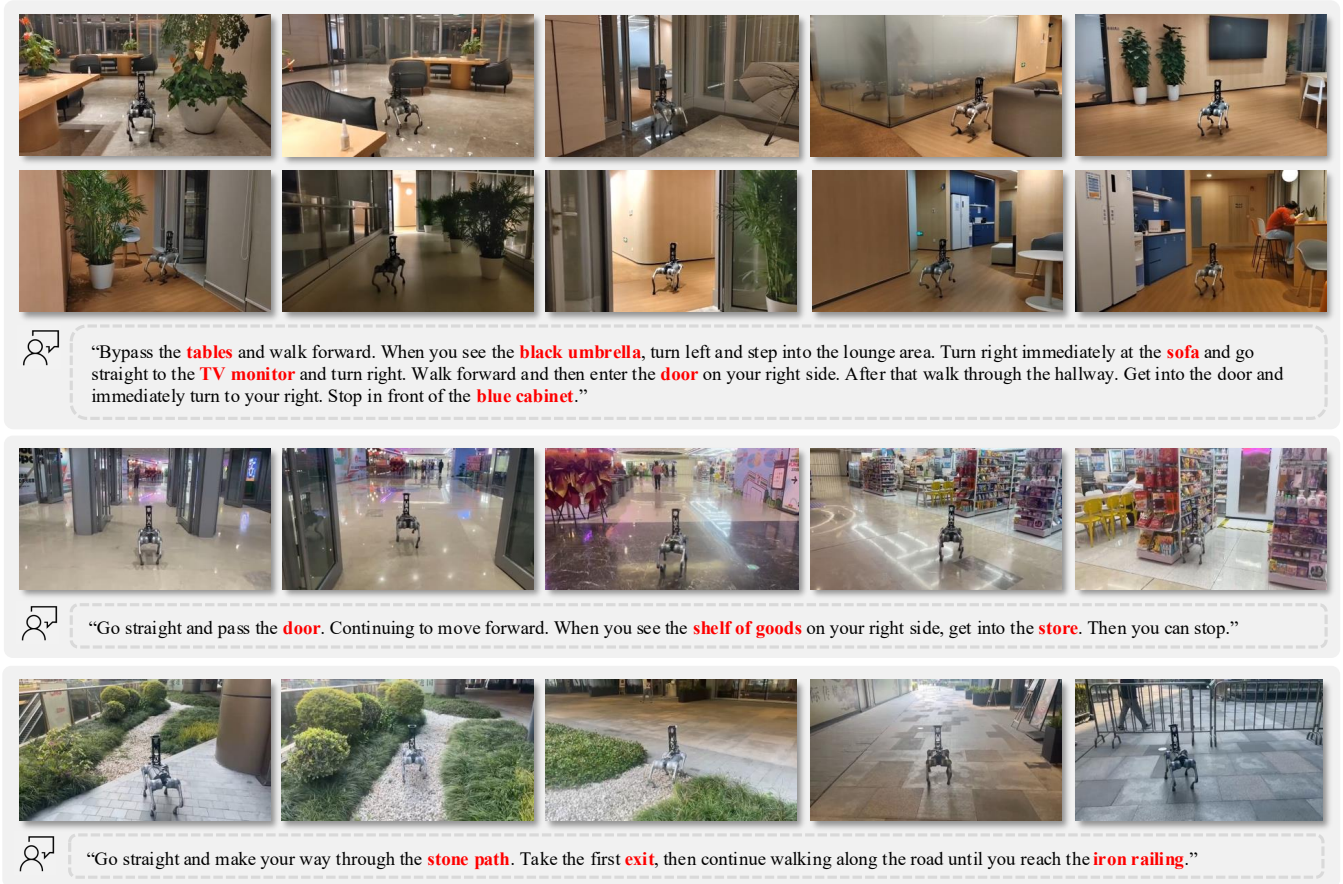 “Bypass the tables and walk forward. When you see the black umbrella, turn left and step into the lounge area. Turn right immediately at the sofa and go
straight to the TV monitor and turn right. Walk forward and then enter the door on your right side. After that walk through the hallway. Get into the door and
immediately turn to your right. Stop in front of the blue cabinet.”
“Go straight and pass the door. Continuing to move forward. When you see the shelf of goods on your right side, get into the store. Then you can stop.”
“Go straight and make your way through the stone path. Take the first exit, then continue walking along the road until you reach the iron railing.”